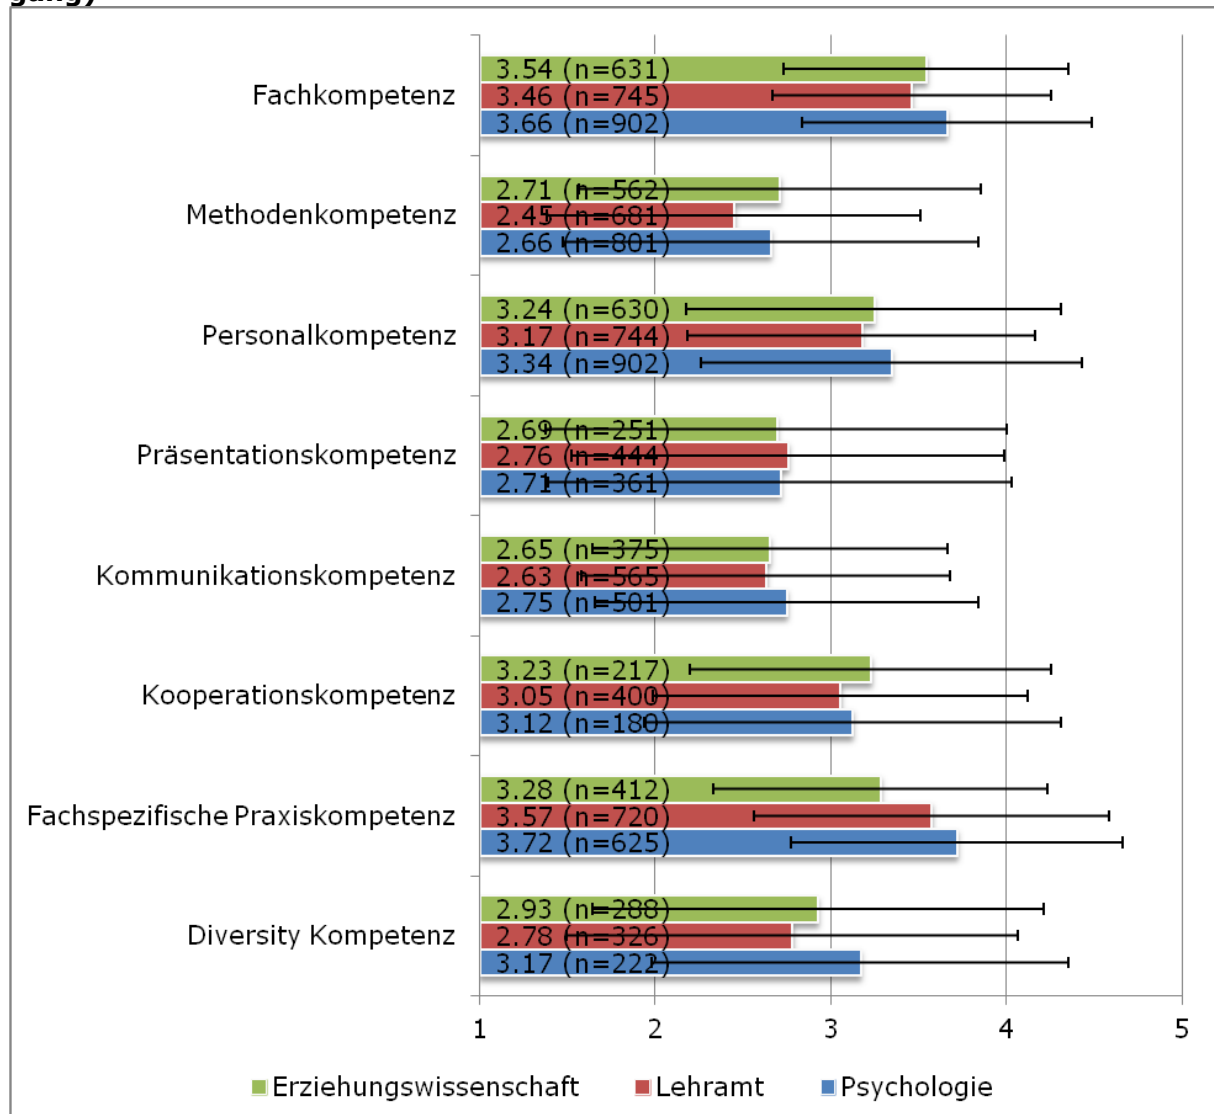 gung)
Fachkompetenz
3.54 (n=631)
3.46 (n=745)
3.66 (n=902)
Methodenkompetenz
2.71 (n=562)
2.45 (n=681)
2.66 (n=801)
Personalkompetenz
3.24 (n=630)
3.17 (n=744)
3.34 (n=902)
Präsentationskompetenz
2.69 (n=251)
2.76 (n=444)
2.71 (n=361)
Kommunikationskompetenz
2.65 (n=375)
2.63 (n=565)
2.75 (n=501)
Kooperationskompetenz
3.23 (n=217)
3.05 (n=400)
3.12 (n=180)
Fachspezifische Praxiskompetenz
3.28 (n=412)
3.57 (n=720)
3.72 (n=625)
Diversity Kompetenz
2.93 (n=288)
2.78 (n=326)
3.17 (n=222)
1 2 3 4 5
Erziehungswissenschaft Lehramt Psychologie